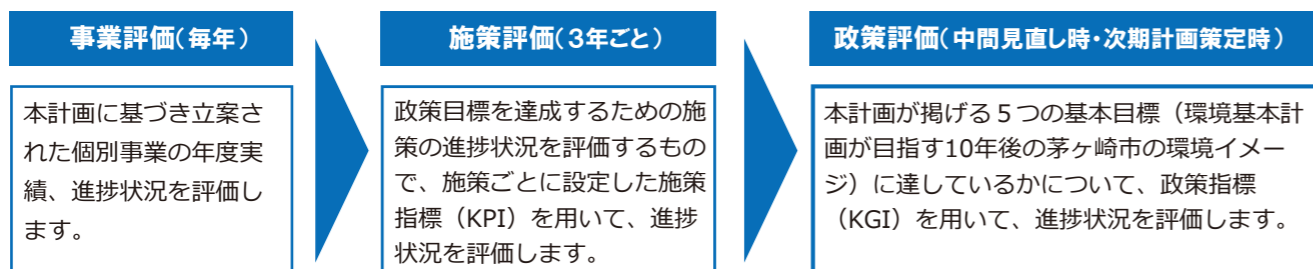 事業評価(毎年)
本計画に基づき立案さ
れた個別事業の年度実
績、進捗状況を評価し
ます。
施策評価(3年ごと)
政策目標を達成するための施
策の進捗状況を評価するもの
で、施策ごとに設定した施策
指標（KPI）を用いて、進捗
状況を評価します。
政策評価(中間見直し時・次期計画策定時)
本計画が掲げる５つの基本目標（環境基本計
画が目指す10年後の茅ヶ崎市の環境イメー
ジ）に達しているかについて、政策指標
（KGI）を用いて、進捗状況を評価します。